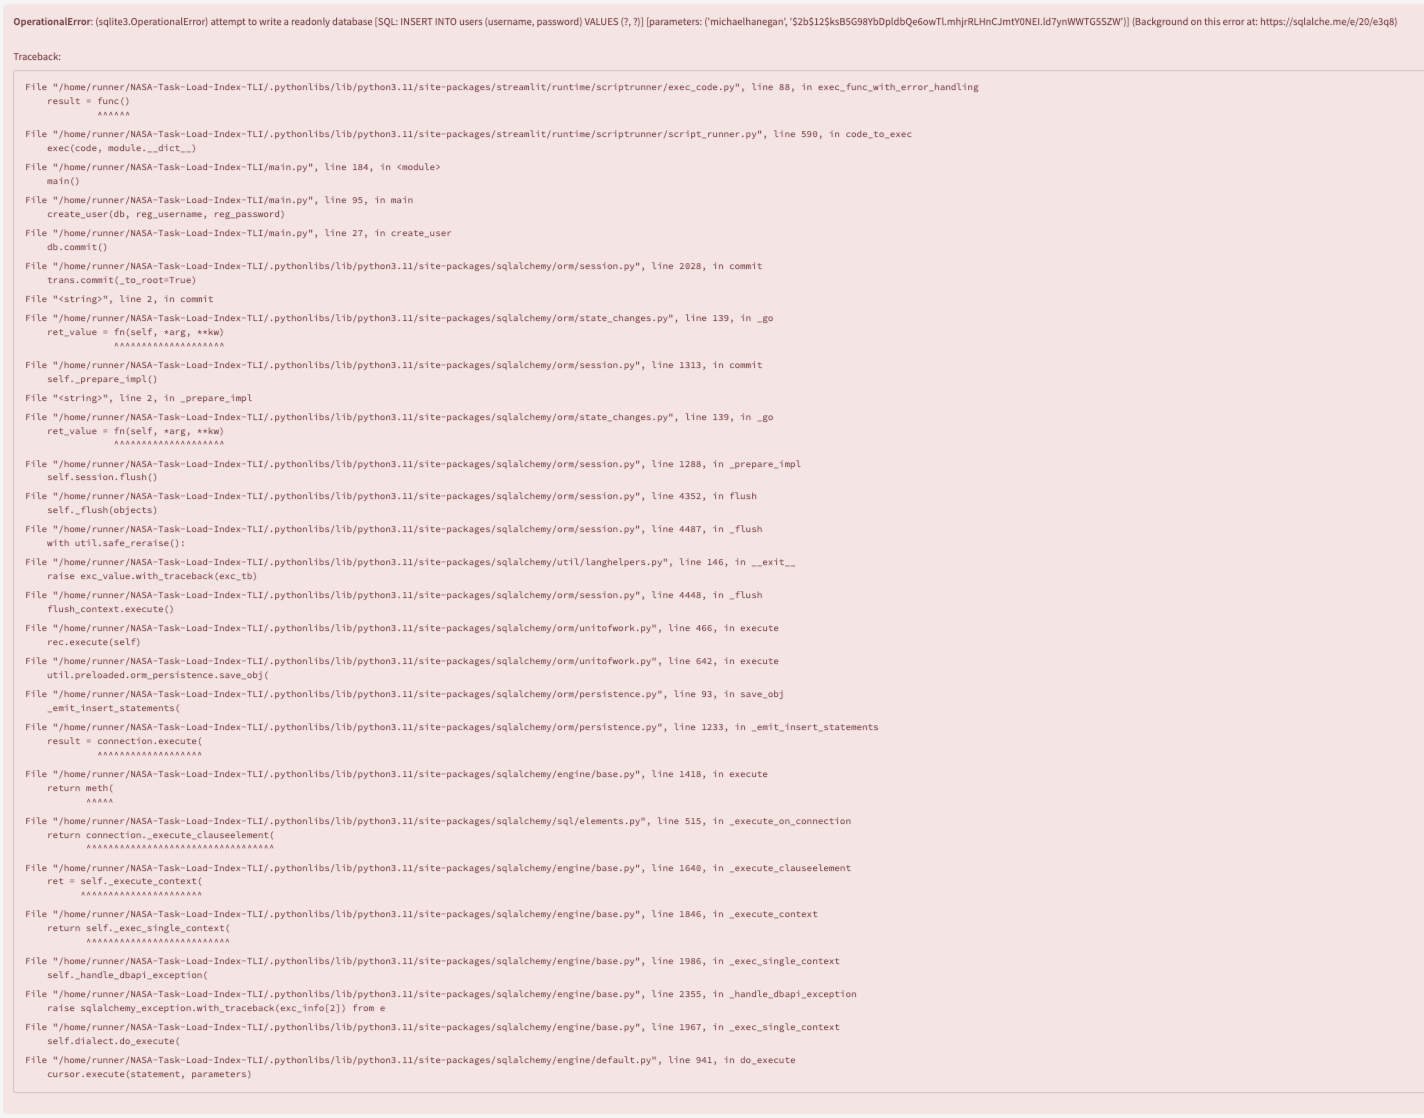 OperationalError: (sqlite3.OperationalError) attempt to write a readonly database [SQL: INSERT INTO users (username, password) VALUES (?, ?)] [parameters: ('michaelhanegan', '$2b$12$ksB5G98YbDpldbQe6owTl.mhjrRLHnCJmtY0NEI.ld7ynWWTG5SZW')] (Background on this error at: https://sqlalche.me/e/20/e3q8)
Traceback:
File "/home/runner/NASA-Task-Load-Index-TLI/.pythonlibs/lib/python3.11/site-packages/streamlit/runtime/scriptrunner/exec_code.py", line 88, in exec_func_with_error_handling
result = func()
^^^^^^
File "/home/runner/NASA-Task-Load-Index-TLI/.pythonlibs/lib/python3.11/site-packages/streamlit/runtime/scriptrunner/script_runner.py", line 590, in code_to_exec
exec(code, module.__dict__)
File "/home/runner/NASA-Task-Load-Index-TLI/main.py", line 184, in <module>
main()
File "/home/runner/NASA-Task-Load-Index-TLI/main.py", line 95, in main
create_user(db, reg_username, reg_password)
File "/home/runner/NASA-Task-Load-Index-TLI/main.py", line 27, in create_user
db.commit()
File "/home/runner/NASA-Task-Load-Index-TLI/.pythonlibs/lib/python3.11/site-packages/sqlalchemy/orm/session.py", line 2028, in commit
trans.commit(_to_root=True)
File "<string>", line 2, in commit
File "/home/runner/NASA-Task-Load-Index-TLI/.pythonlibs/lib/python3.11/site-packages/sqlalchemy/orm/state_changes.py", line 139, in _go
ret_value = fn(self, *arg, **kw)
^^^^^^^^^^^^^^^^^^^^
File "/home/runner/NASA-Task-Load-Index-TLI/.pythonlibs/lib/python3.11/site-packages/sqlalchemy/orm/session.py", line 1313, in commit
self._prepare_impl()
File "<string>", line 2, in _prepare_impl
File "/home/runner/NASA-Task-Load-Index-TLI/.pythonlibs/lib/python3.11/site-packages/sqlalchemy/orm/state_changes.py", line 139, in _go
ret_value = fn(self, *arg, **kw)
^^^^^^^^^^^^^^^^^^^^
File "/home/runner/NASA-Task-Load-Index-TLI/.pythonlibs/lib/python3.11/site-packages/sqlalchemy/orm/session.py", line 1288, in _prepare_impl
self.session.flush()
File "/home/runner/NASA-Task-Load-Index-TLI/.pythonlibs/lib/python3.11/site-packages/sqlalchemy/orm/session.py", line 4352, in flush
self._flush(objects)
File "/home/runner/NASA-Task-Load-Index-TLI/.pythonlibs/lib/python3.11/site-packages/sqlalchemy/orm/session.py", line 4487, in _flush
with util.safe_reraise():
File "/home/runner/NASA-Task-Load-Index-TLI/.pythonlibs/lib/python3.11/site-packages/sqlalchemy/util/langhelpers.py", line 146, in __exit__
raise exc_value.with_traceback(exc_tb)
File "/home/runner/NASA-Task-Load-Index-TLI/.pythonlibs/lib/python3.11/site-packages/sqlalchemy/orm/session.py", line 4448, in _flush
flush_context.execute()
File "/home/runner/NASA-Task-Load-Index-TLI/.pythonlibs/lib/python3.11/site-packages/sqlalchemy/orm/unitofwork.py", line 466, in execute
rec.execute(self)
File "/home/runner/NASA-Task-Load-Index-TLI/.pythonlibs/lib/python3.11/site-packages/sqlalchemy/orm/unitofwork.py", line 642, in execute
util.preloaded.orm_persistence.save_obj(
File "/home/runner/NASA-Task-Load-Index-TLI/.pythonlibs/lib/python3.11/site-packages/sqlalchemy/orm/persistence.py", line 93, in save_obj
_emit_insert_statements(
File "/home/runner/NASA-Task-Load-Index-TLI/.pythonlibs/lib/python3.11/site-packages/sqlalchemy/orm/persistence.py", line 1233, in _emit_insert_statements
result = connection.execute(
^^^^^^^^^^^^^^^^^^^
File "/home/runner/NASA-Task-Load-Index-TLI/.pythonlibs/lib/python3.11/site-packages/sqlalchemy/engine/base.py", line 1418, in execute
return meth(
^^^^^
File "/home/runner/NASA-Task-Load-Index-TLI/.pythonlibs/lib/python3.11/site-packages/sqlalchemy/sql/elements.py", line 515, in _execute_on_connection
return connection._execute_clauseelement(
^^^^^^^^^^^^^^^^^^^^^^^^^^^^^^^^^^
File "/home/runner/NASA-Task-Load-Index-TLI/.pythonlibs/lib/python3.11/site-packages/sqlalchemy/engine/base.py", line 1640, in _execute_clauseelement
ret = self._execute_context(
^^^^^^^^^^^^^^^^^^^^^^
File "/home/runner/NASA-Task-Load-Index-TLI/.pythonlibs/lib/python3.11/site-packages/sqlalchemy/engine/base.py", line 1846, in _execute_context
return self._exec_single_context(
^^^^^^^^^^^^^^^^^^^^^^^^^^
File "/home/runner/NASA-Task-Load-Index-TLI/.pythonlibs/lib/python3.11/site-packages/sqlalchemy/engine/base.py", line 1986, in _exec_single_context
self._handle_dbapi_exception(
File "/home/runner/NASA-Task-Load-Index-TLI/.pythonlibs/lib/python3.11/site-packages/sqlalchemy/engine/base.py", line 2355, in _handle_dbapi_exception
raise sqlalchemy_exception.with_traceback(exc_info[2]) from e
File "/home/runner/NASA-Task-Load-Index-TLI/.pythonlibs/lib/python3.11/site-packages/sqlalchemy/engine/base.py", line 1967, in _exec_single_context
self.dialect.do_execute(
File "/home/runner/NASA-Task-Load-Index-TLI/.pythonlibs/lib/python3.11/site-packages/sqlalchemy/engine/default.py", line 941, in do_execute
cursor.execute(statement, parameters)